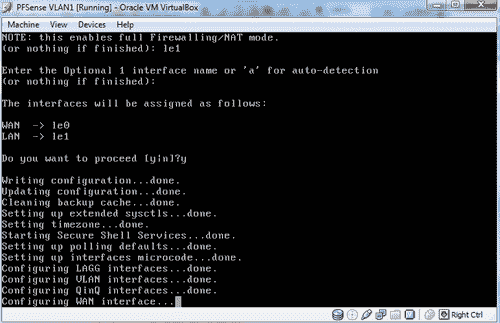 PFSense VLAN1 [Running] - Oracle VM VirtualBox
Machine View Devices Help
NOTE: this enables full Firewalling/NAT mode.
(or nothing if finished): le1
Enter the Optional 1 interface name or 'a' for auto-detection
(or nothing if finished):
The interfaces will be assigned as follows:
WAN -> le0
LAN -> le1
Do you want to proceed [y|n]?y
Writing configuration...done.
Updating configuration...done.
Cleaning backup cache...done.
Setting up extended sysctls...done.
Setting timezone...done.
Starting Secure Shell Services...done.
Setting up polling defaults...done.
Setting up interfaces microcode...done.
Configuring LAGG interfaces...done.
Configuring VLAN interfaces...done.
Configuring QinQ interfaces...done.
Configuring WAN interface...
Right Ctrl